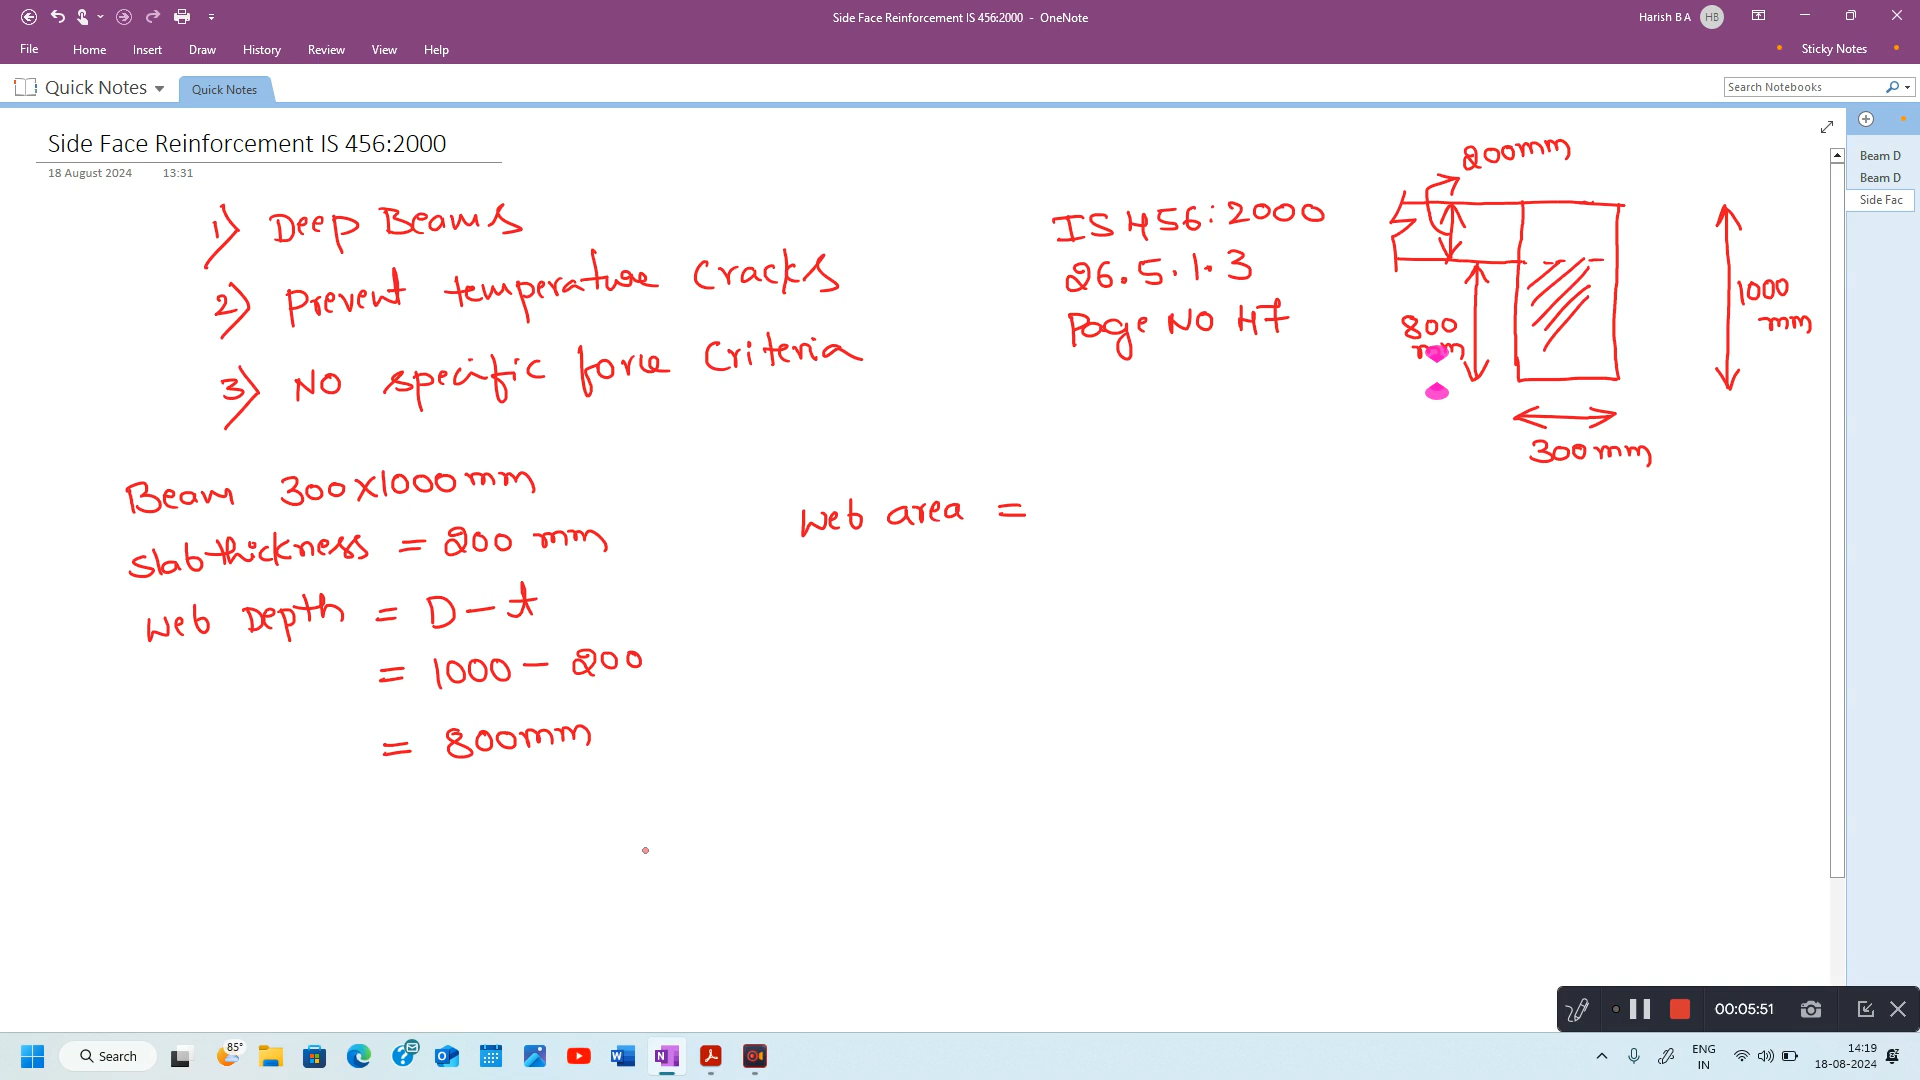 Side Face Reinforcement IS 456:2000 - OneNote
Harish B A
HB
File
Home
Insert
Draw
History
Review
View
Help
Sticky Notes
Quick Notes
Quick Notes
Search Notebooks
Side Face Reinforcement IS 456:2000
18 August 2024
13:31
Beam D
Beam D
Side Fac
1) Deep Beams
2) Prevent temperature Cracks
3) NO specific force Criteria
IS 456:2000
26.5.1.3
Page NO 47
200mm
800
mm
1000
mm
300mm
Beam 300x1000mm
Slab thickness = 200 mm
Web Depth = D - t
= 1000 - 200
= 800mm
Web area =
00:05:51
85°
Search
ENG
IN
14:19
18-08-2024